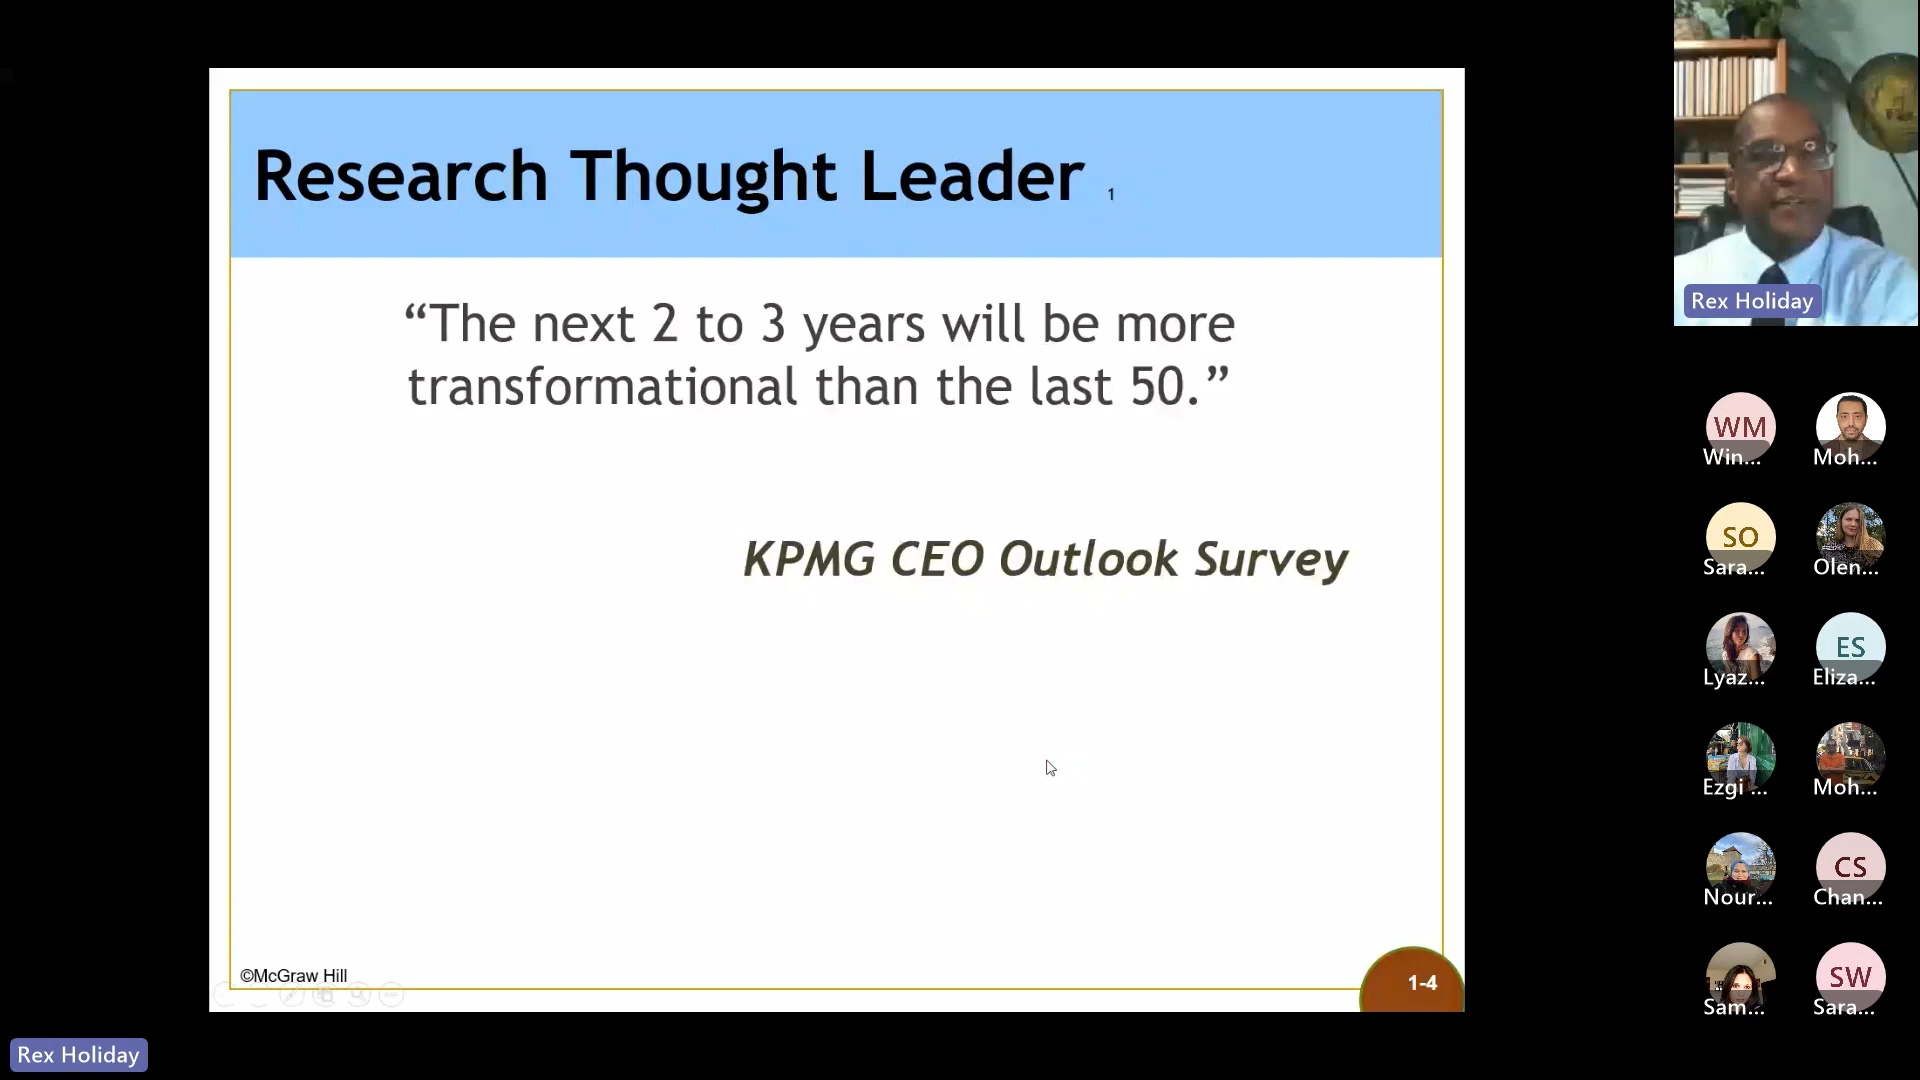 Research Thought Leader 1
“The next 2 to 3 years will be more
transformational than the last 50.”
KPMG CEO Outlook Survey
©McGraw Hill
1-4
Rex Holiday
Rex Holiday
WM
Win...
Moh...
SO
Sara...
Olen...
Lyaz...
ES
Eliza...
Ezgi ...
Moh...
Nour...
CS
Chan...
Sam...
SW
Sara...